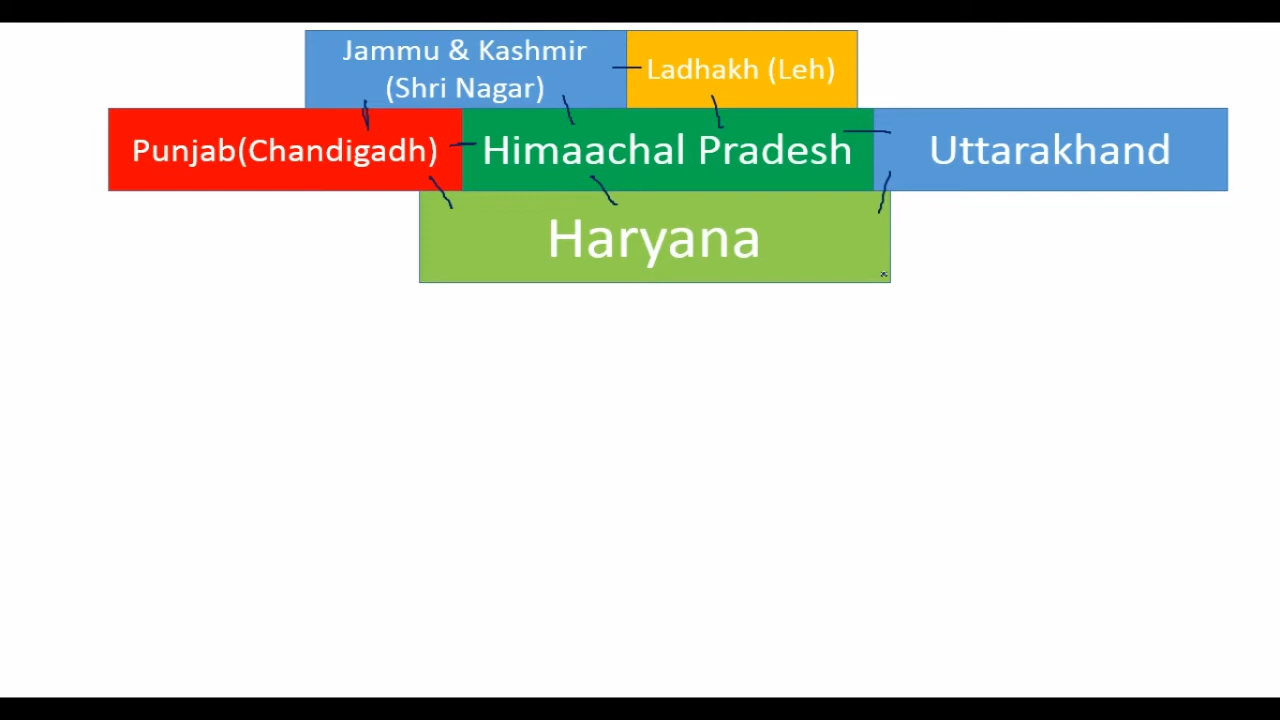 Jammu & Kashmir
(Shri Nagar)
Ladhakh (Leh)
Punjab(Chandigadh)
Himaachal Pradesh
Uttarakhand
Haryana